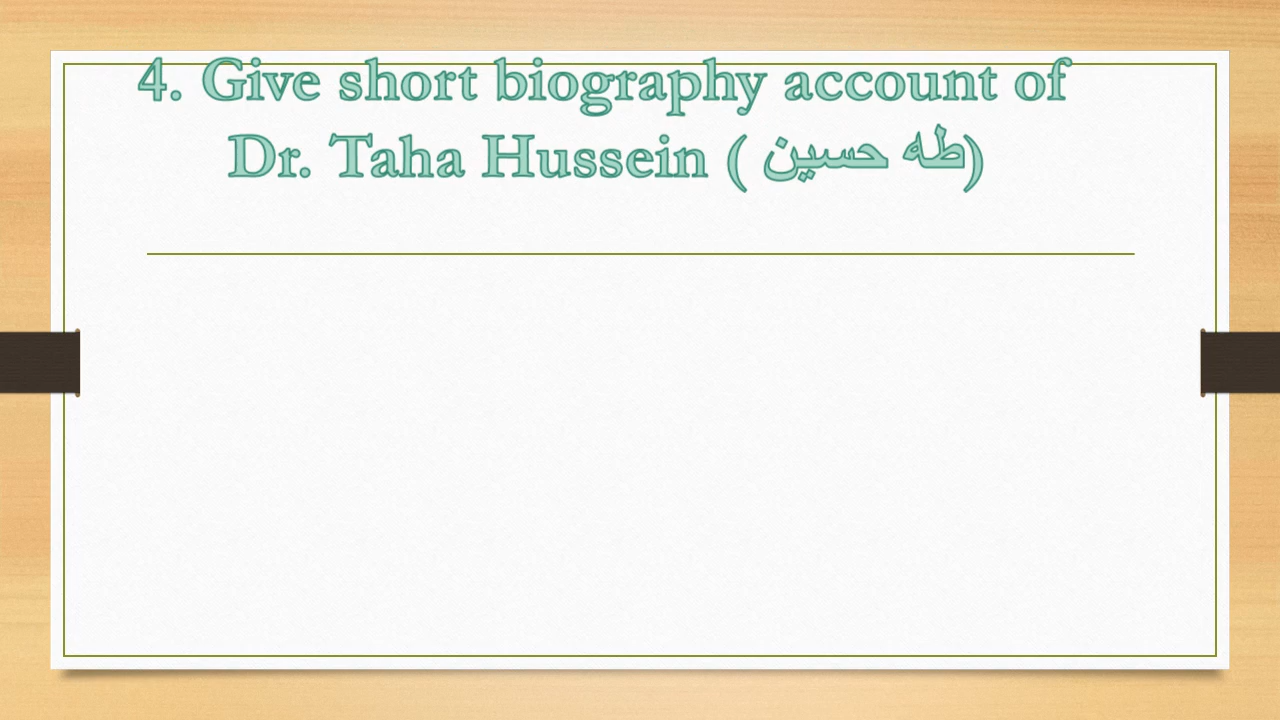 4. Give short biography account of
Dr. Taha Hussein ( طه حسين)